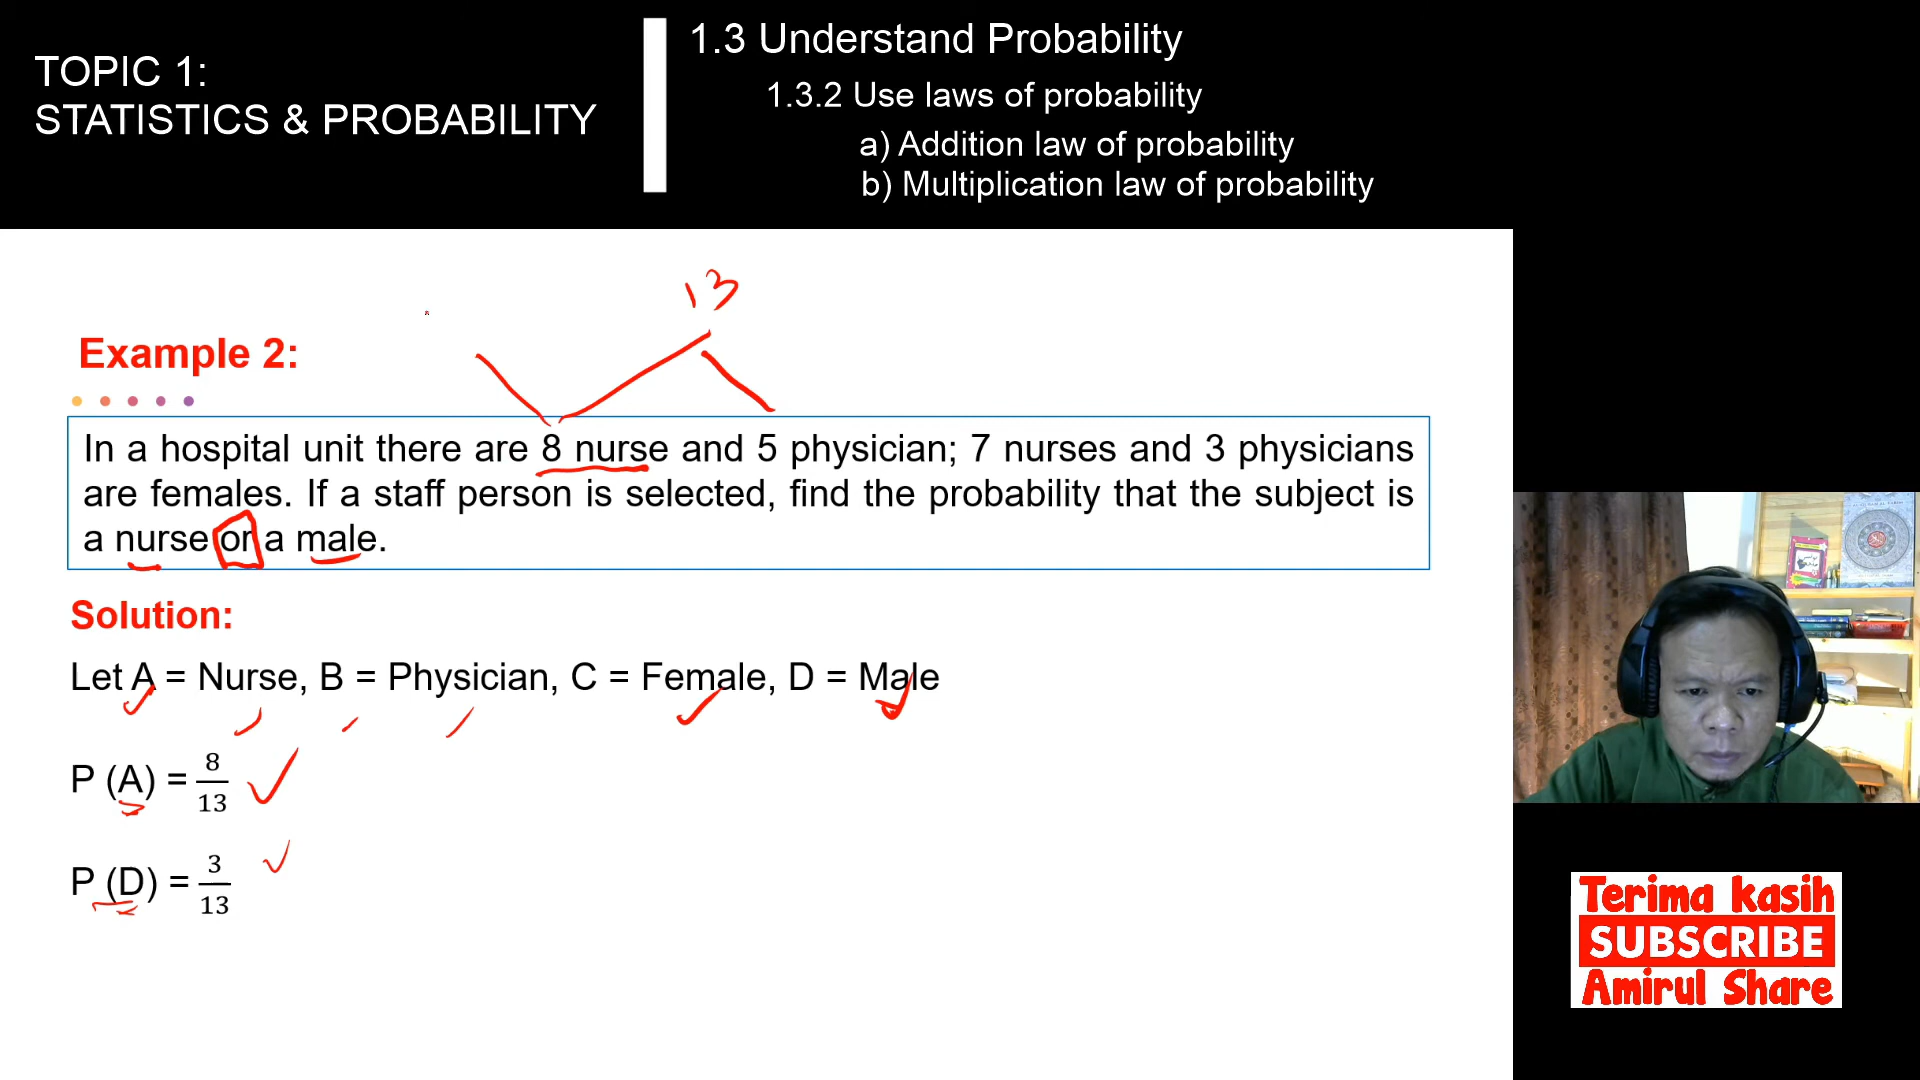 TOPIC 1:
STATISTICS & PROBABILITY
1.3 Understand Probability
1.3.2 Use laws of probability
a) Addition law of probability
b) Multiplication law of probability
13
Example 2:
In a hospital unit there are 8 nurse and 5 physician; 7 nurses and 3 physicians
are females. If a staff person is selected, find the probability that the subject is
a nurse or a male.
Solution:
Let A = Nurse, B = Physician, C = Female, D = Male
P (A) = 8/13
P (D) = 3/13
Terima kasih
SUBSCRIBE
Amirul Share